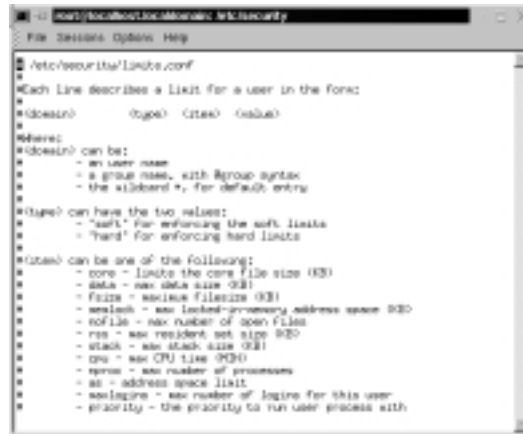 root@localhost.localdomain: /etc/security
File Sessions Options Help
# /etc/security/limits.conf
#
#Each line describes a limit for a user in the form:
#
#<domain> <type> <item> <value>
#
#Where:
#<domain> can be:
# - an user name
# - a group name, with @group syntax
# - the wildcard *, for default entry
#
#<type> can have the two values:
# - "soft" for enforcing the soft limits
# - "hard" for enforcing hard limits
#
#<item> can be one of the following:
# - core - limits the core file size (KB)
# - data - max data size (KB)
# - fsize - maximum filesize (KB)
# - memlock - max locked-in-memory address space (KB)
# - nofile - max number of open files
# - rss - max resident set size (KB)
# - stack - max stack size (KB)
# - cpu - max CPU time (MIN)
# - nproc - max number of processes
# - as - address space limit
# - maxlogins - max number of logins for this user
# - priority - the priority to run user process with